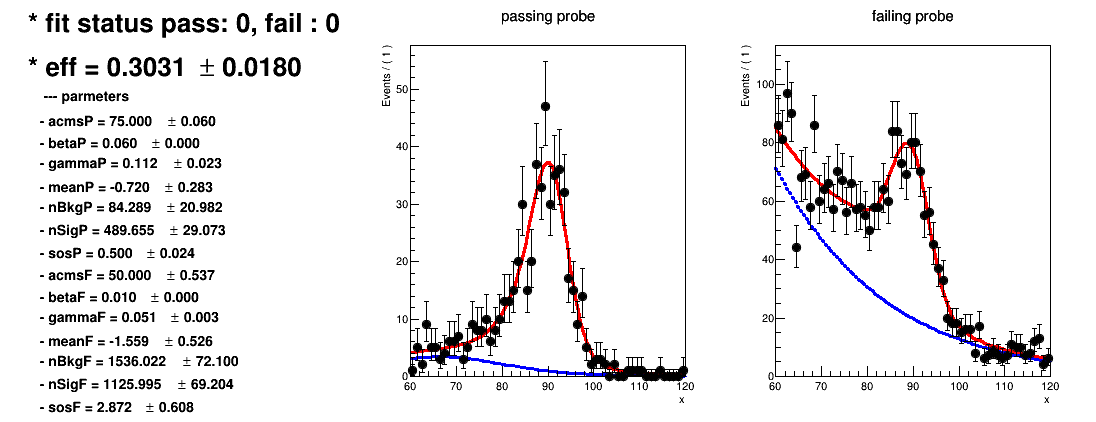 * fit status pass: 0, fail : 0
* eff = 0.3031 ± 0.0180
--- parmeters
- acmsP = 75.000 ± 0.060
- betaP = 0.060 ± 0.000
- gammaP = 0.112 ± 0.023
- meanP = -0.720 ± 0.283
- nBkgP = 84.289 ± 20.982
- nSigP = 489.655 ± 29.073
- sosP = 0.500 ± 0.024
- acmsF = 50.000 ± 0.537
- betaF = 0.010 ± 0.000
- gammaF = 0.051 ± 0.003
- meanF = -1.559 ± 0.526
- nBkgF = 1536.022 ± 72.100
- nSigF = 1125.995 ± 69.204
- sosF = 2.872 ± 0.608
passing probe
Events / ( 1 )
50
40
30
20
10
0
60 70 80 90 100 110 120
x
failing probe
Events / ( 1 )
100
80
60
40
20
0
60 70 80 90 100 110 120
x